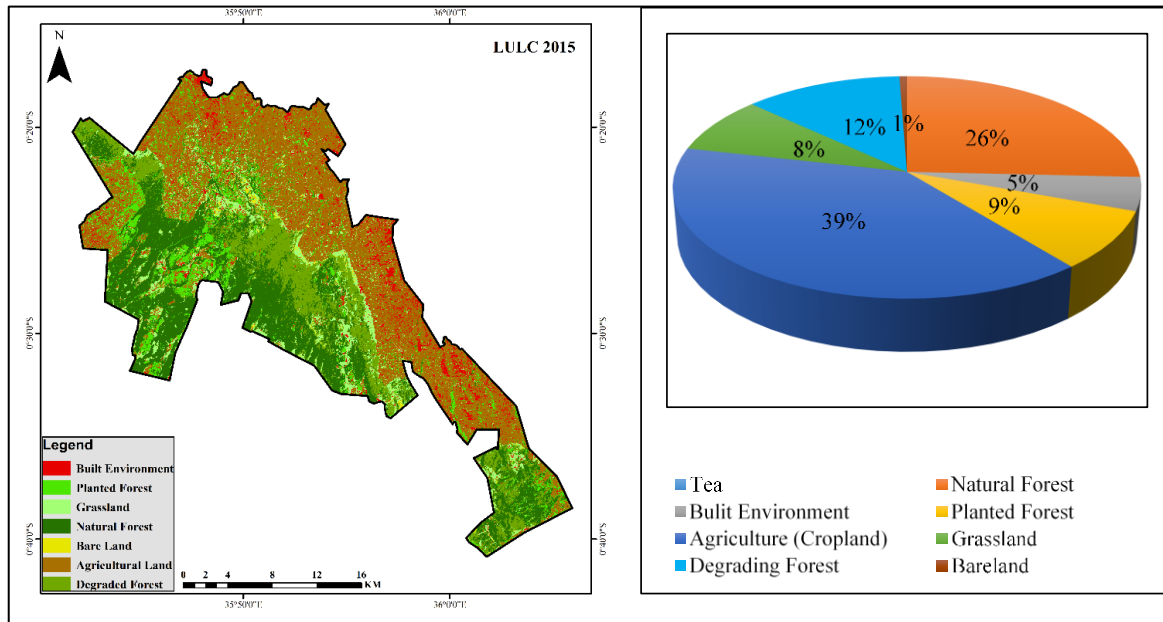 35°50'0"E
36°0'0"E
N
LULC 2015
0°20'0"S
0°20'0"S
0°30'0"S
0°30'0"S
0°40'0"S
0°40'0"S
Legend
Built Environment
Planted Forest
Grassland
Natural Forest
Bare Land
Agricultural Land
Degraded Forest
0 2 4 8 12 16
KM
35°50'0"E
36°0'0"E
12%
1%
26%
8%
5%
9%
39%
Tea
Natural Forest
Bulit Environment
Planted Forest
Agriculture (Cropland)
Grassland
Degrading Forest
Bareland